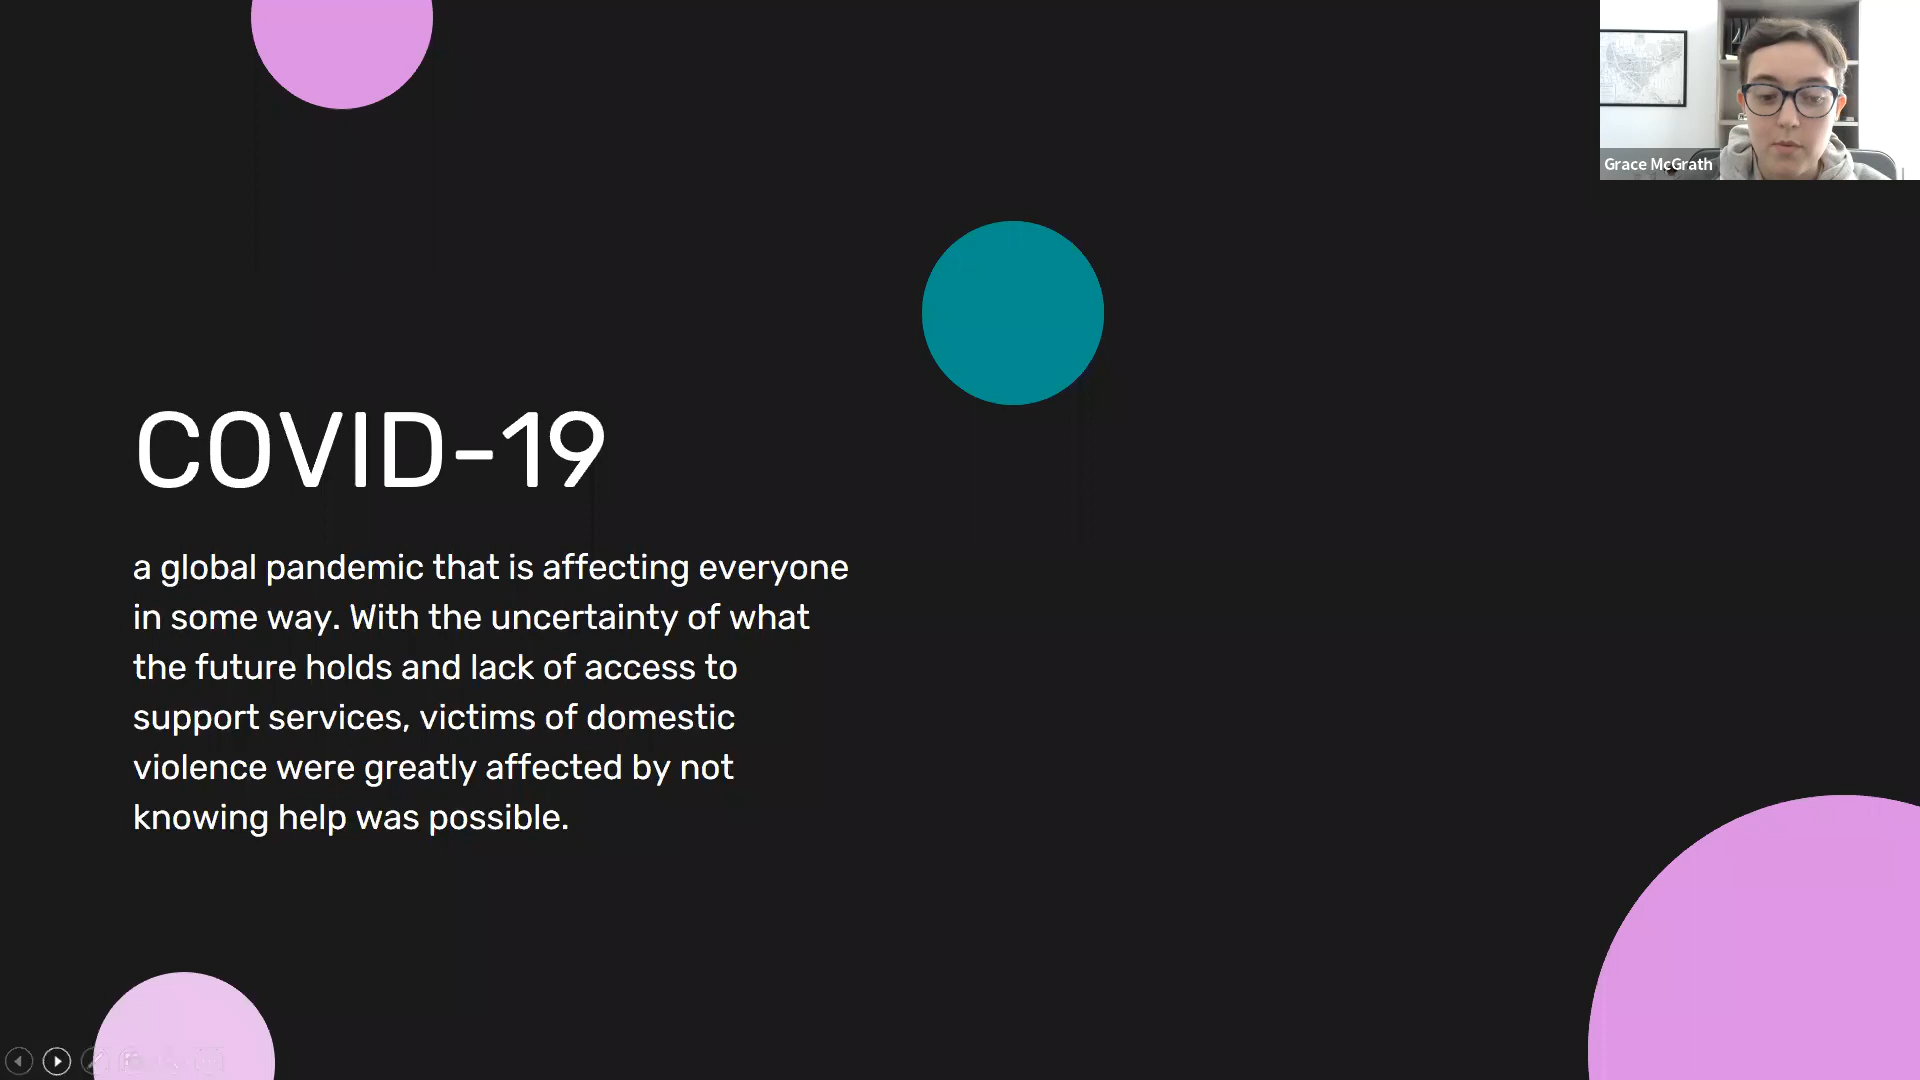 Grace McGrath
COVID-19
a global pandemic that is affecting everyone
in some way. With the uncertainty of what
the future holds and lack of access to
support services, victims of domestic
violence were greatly affected by not
knowing help was possible.